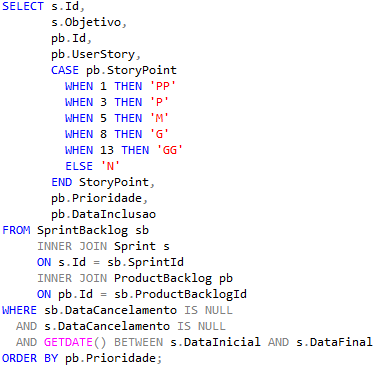 SELECT s.Id,
       s.Objetivo,
       pb.Id,
       pb.UserStory,
       CASE pb.StoryPoint
         WHEN 1 THEN 'PP'
         WHEN 3 THEN 'P'
         WHEN 5 THEN 'M'
         WHEN 8 THEN 'G'
         WHEN 13 THEN 'GG'
         ELSE 'N'
       END StoryPoint,
       pb.Prioridade,
       pb.DataInclusao
FROM SprintBacklog sb
     INNER JOIN Sprint s
     ON s.Id = sb.SprintId
     INNER JOIN ProductBacklog pb
     ON pb.Id = sb.ProductBacklogId
WHERE sb.DataCancelamento IS NULL
  AND s.DataCancelamento IS NULL
  AND GETDATE() BETWEEN s.DataInicial AND s.DataFinal
ORDER BY pb.Prioridade;